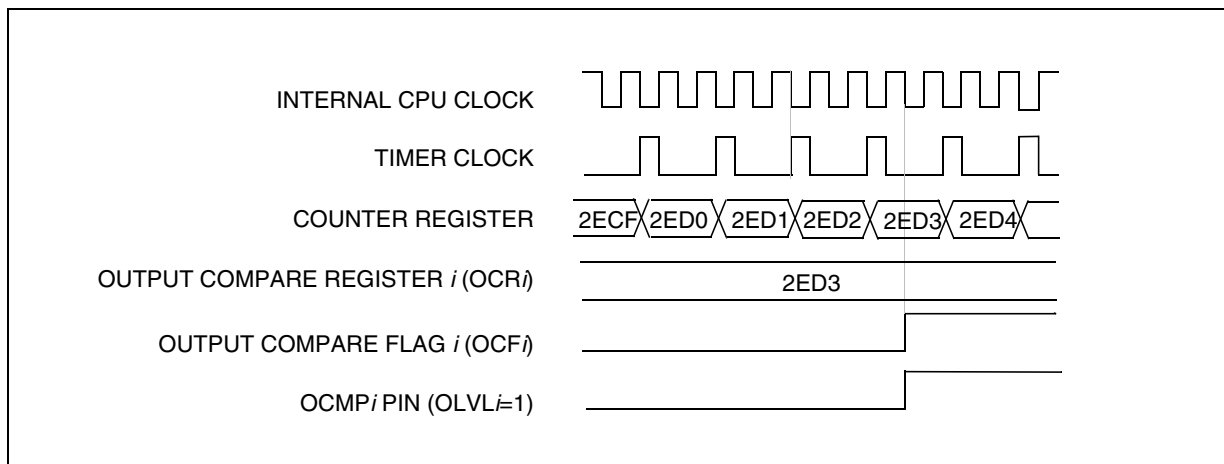 INTERNAL CPU CLOCK
TIMER CLOCK
COUNTER REGISTER 2ECF 2ED0 2ED1 2ED2 2ED3 2ED4
OUTPUT COMPARE REGISTER i (OCRi) 2ED3
OUTPUT COMPARE FLAG i (OCFi)
OCMPi PIN (OLVLi=1)